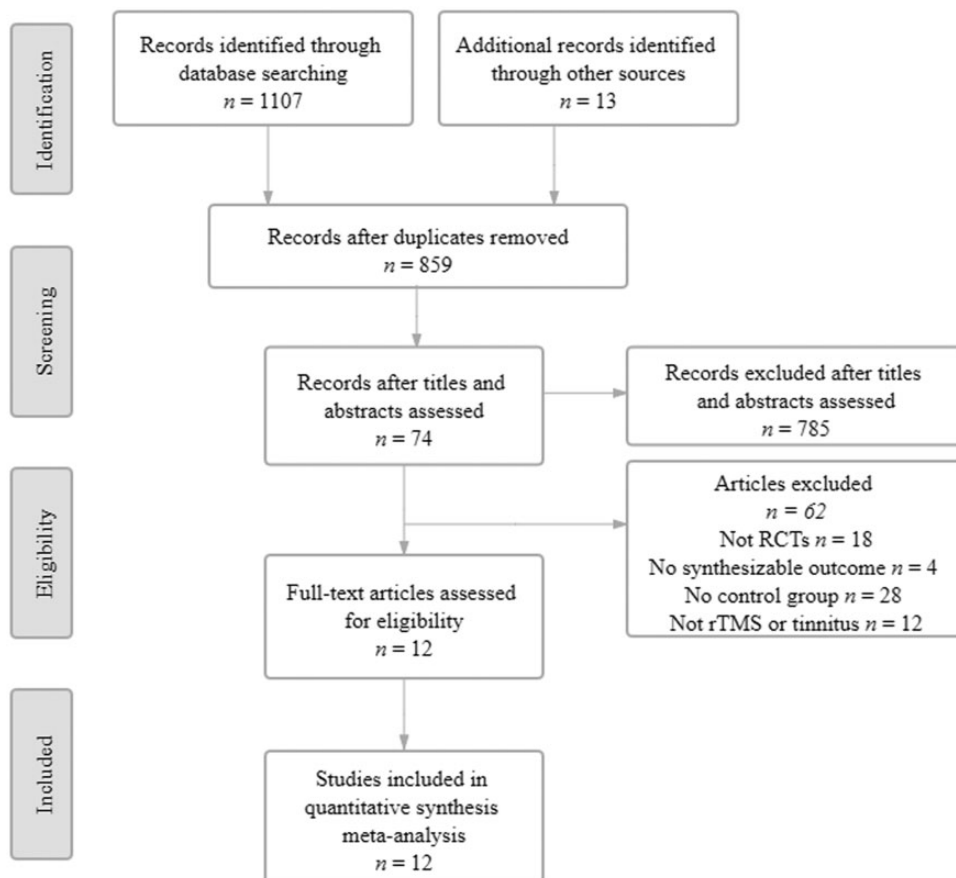 Identification
Records identified through
database searching
n = 1107
Additional records identified
through other sources
n = 13
Records after duplicates removed
n = 859
Screening
Records after titles and
abstracts assessed
n = 74
Records excluded after titles
and abstracts assessed
n = 785
Eligibility
Articles excluded
n = 62
Not RCTs n = 18
No synthesizable outcome n = 4
No control group n = 28
Not rTMS or tinnitus n = 12
Full-text articles assessed
for eligibility
n = 12
Included
Studies included in
quantitative synthesis
meta-analysis
n = 12